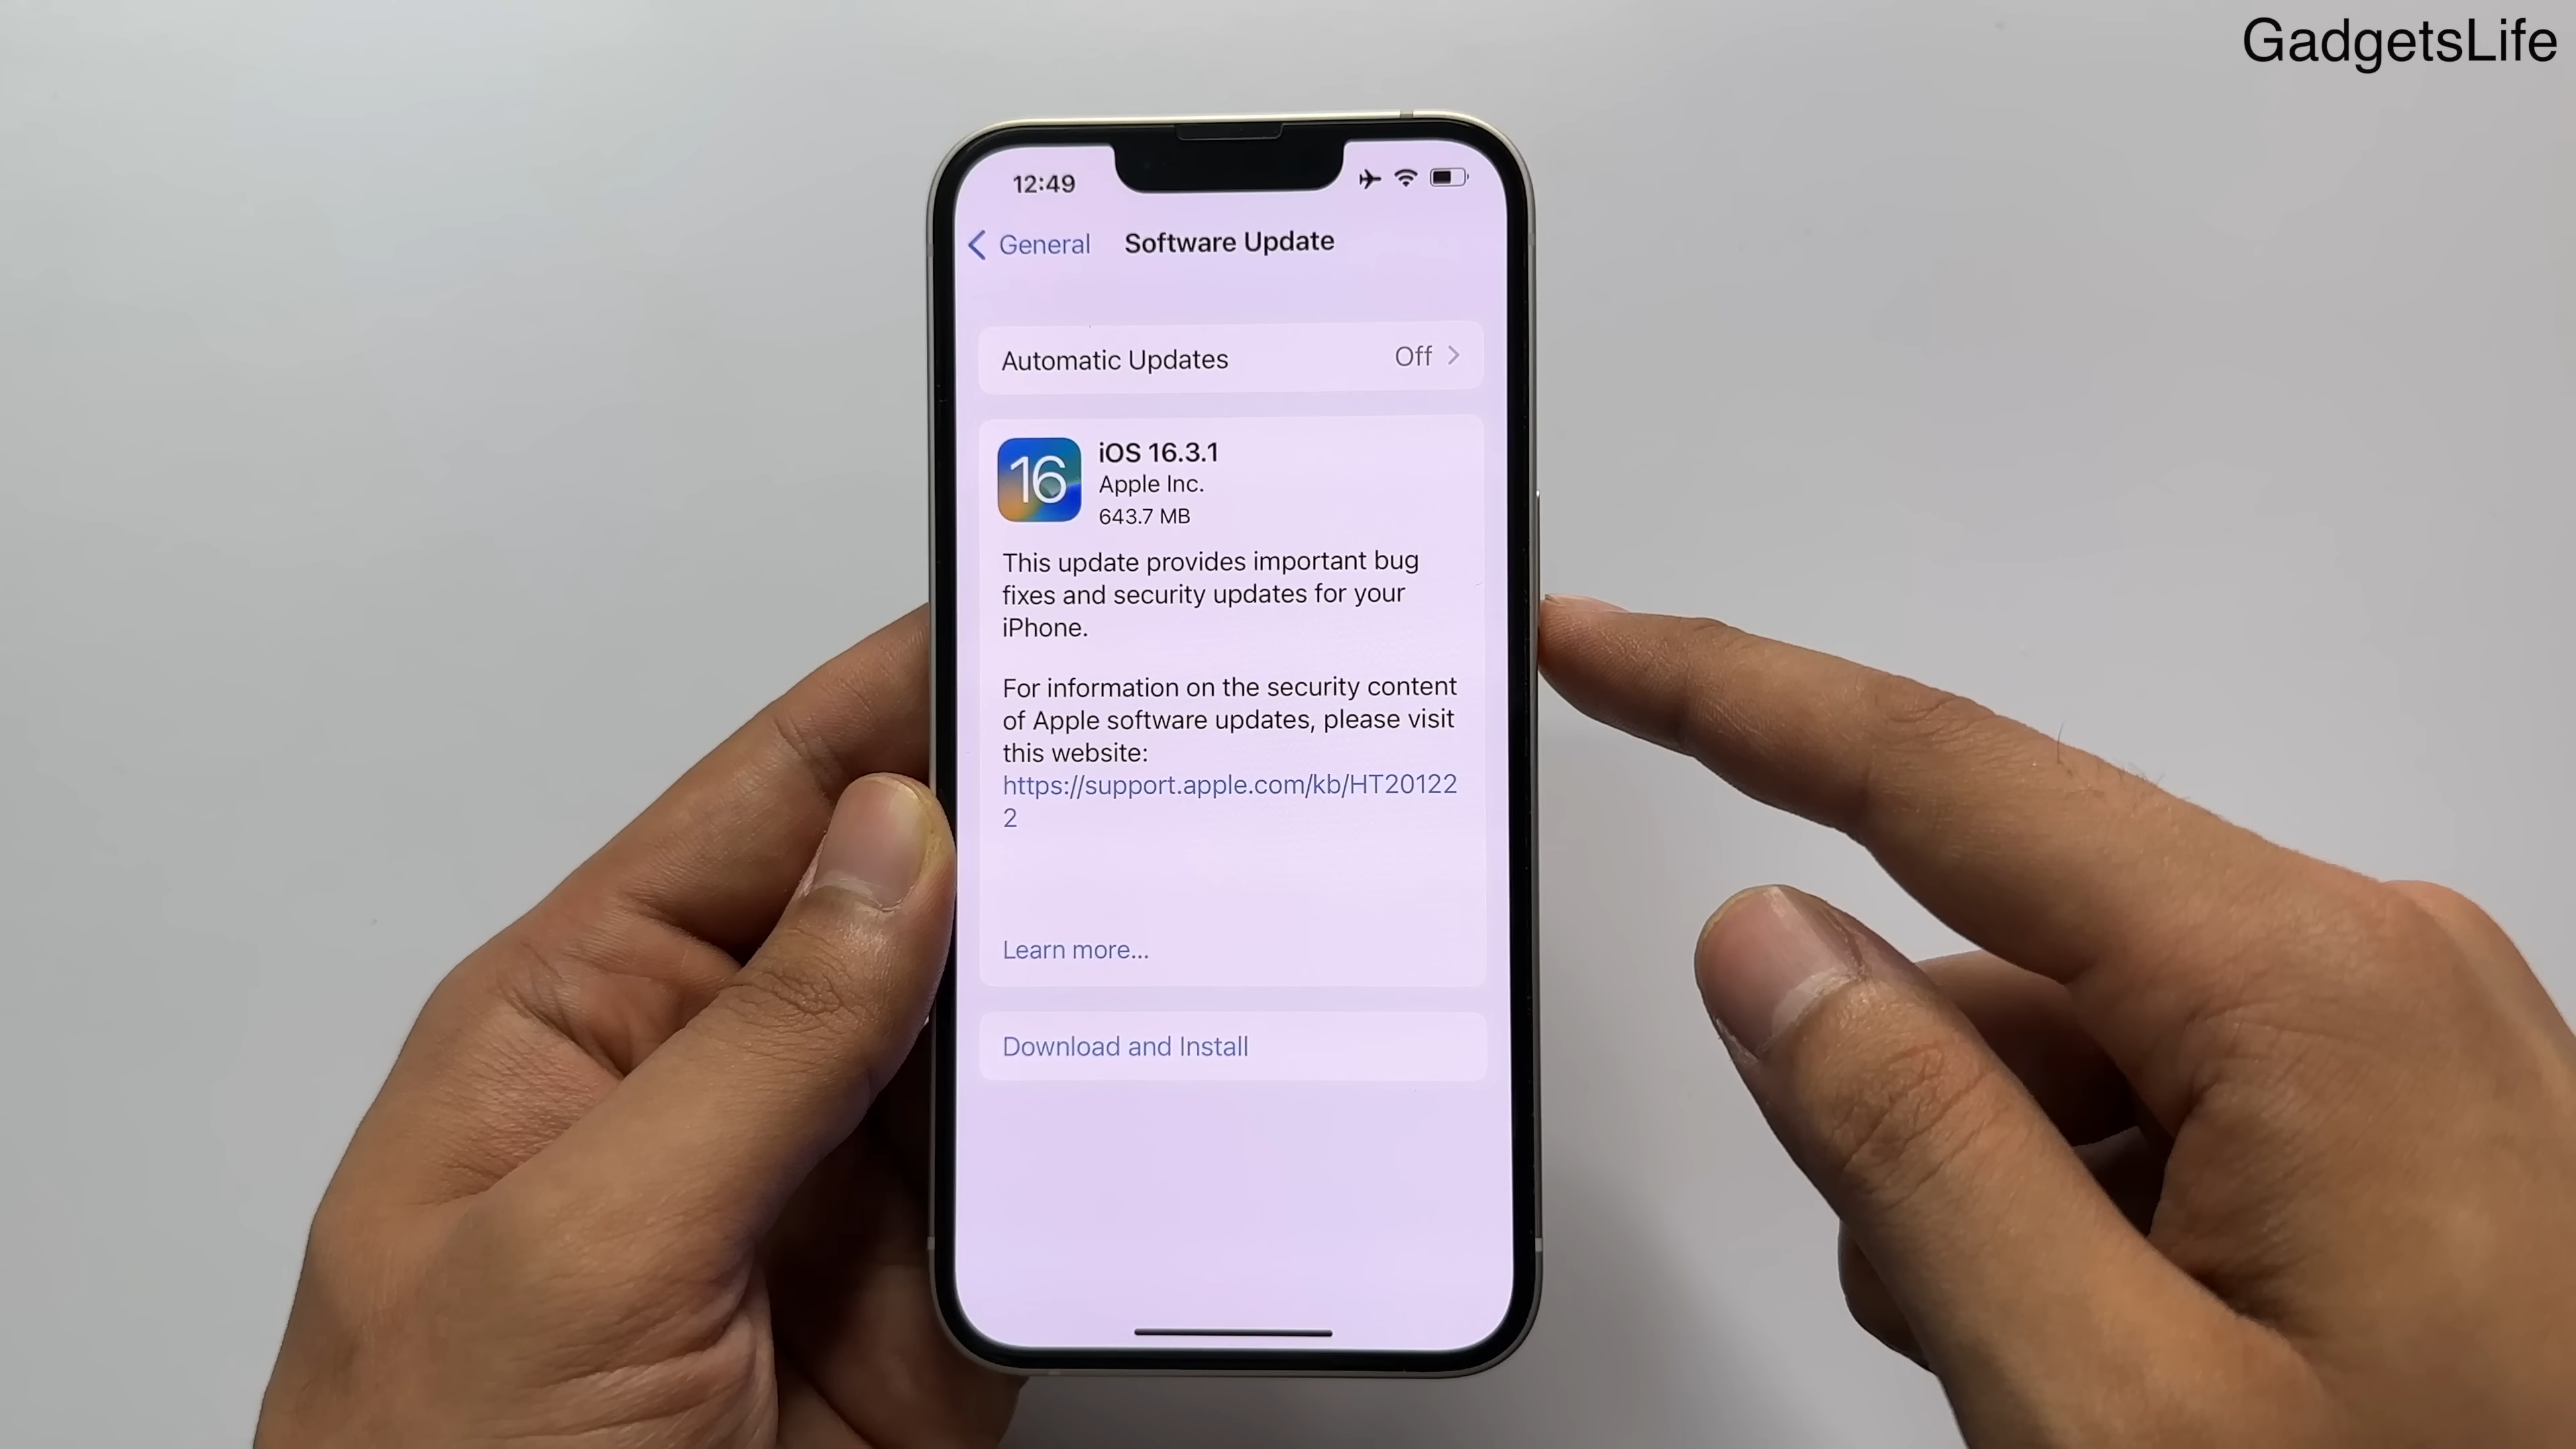 GadgetsLife
12:49
General
Software Update
Automatic Updates
Off
16
iOS 16.3.1
Apple Inc.
643.7 MB
This update provides important bug
fixes and security updates for your
iPhone.
For information on the security content
of Apple software updates, please visit
this website:
https://support.apple.com/kb/HT20122
2
Learn more...
Download and Install